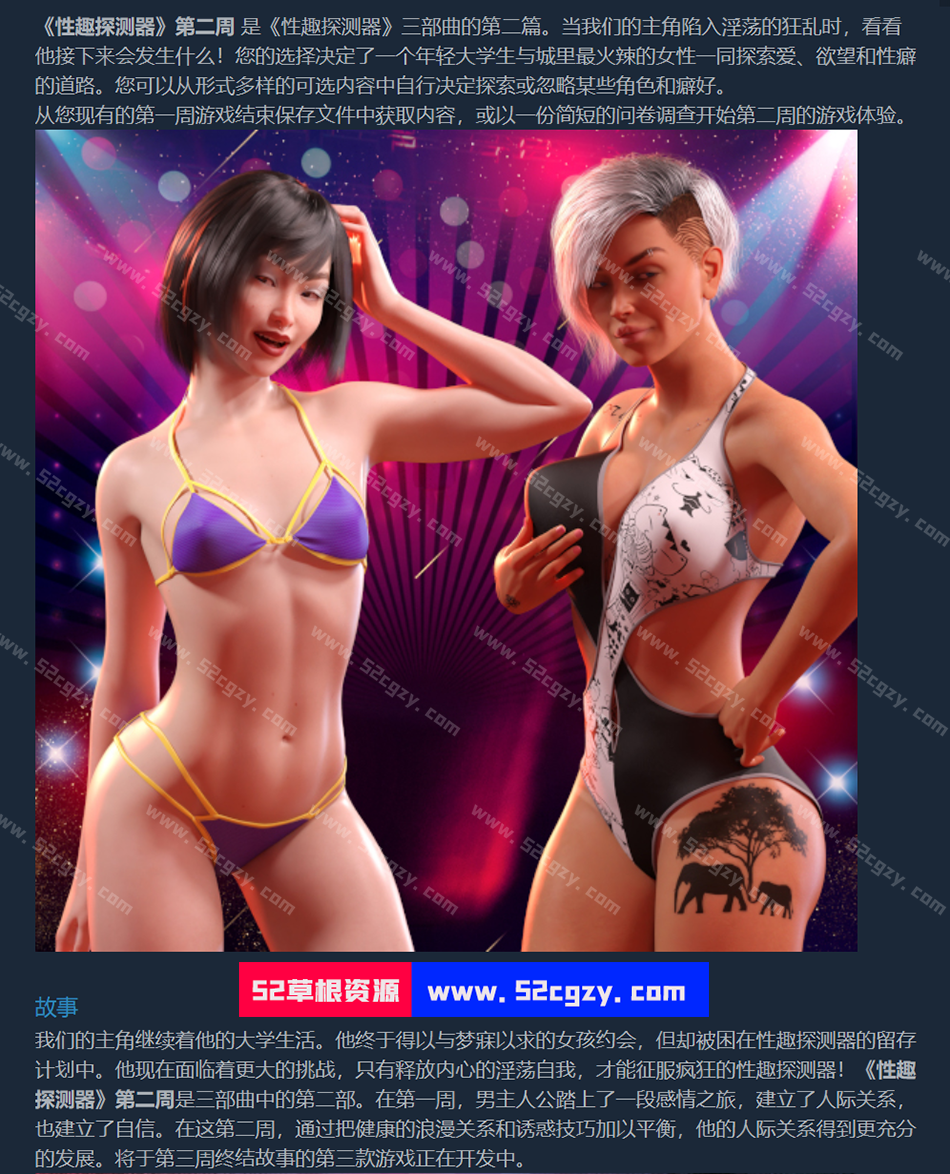 《性趣探测器》第二周 是《性趣探测器》三部曲的第二篇。当我们的主角陷入淫荡的狂乱时，看看
他接下来会发生什么！您的选择决定了一个年轻大学生与城里最火辣的女性一同探索爱、欲望和性癖
的道路。您可以从形式多样的可选内容中自行决定探索或忽略某些角色和癖好。
从您现有的第一周游戏结束保存文件中获取内容，或以一份简短的问卷调查开始第二周的游戏体验。
www.52cgzy.com
52草根资源 www.52cgzy.com
故事
我们的主角继续着他的大学生活。他终于得以与梦寐以求的女孩约会，但却被困在性趣探测器的留存
计划中。他现在面临着更大的挑战，只有释放内心的淫荡自我，才能征服疯狂的性趣探测器！《性趣
探测器》第二周是三部曲中的第二部。在第一周，男主人公踏上了一段感情之旅，建立了人际关系，
也建立了自信。在这第二周，通过把健康的浪漫关系和诱惑技巧加以平衡，他的人际关系得到更充分
的发展。将于第三周终结故事的第三款游戏正在开发中。